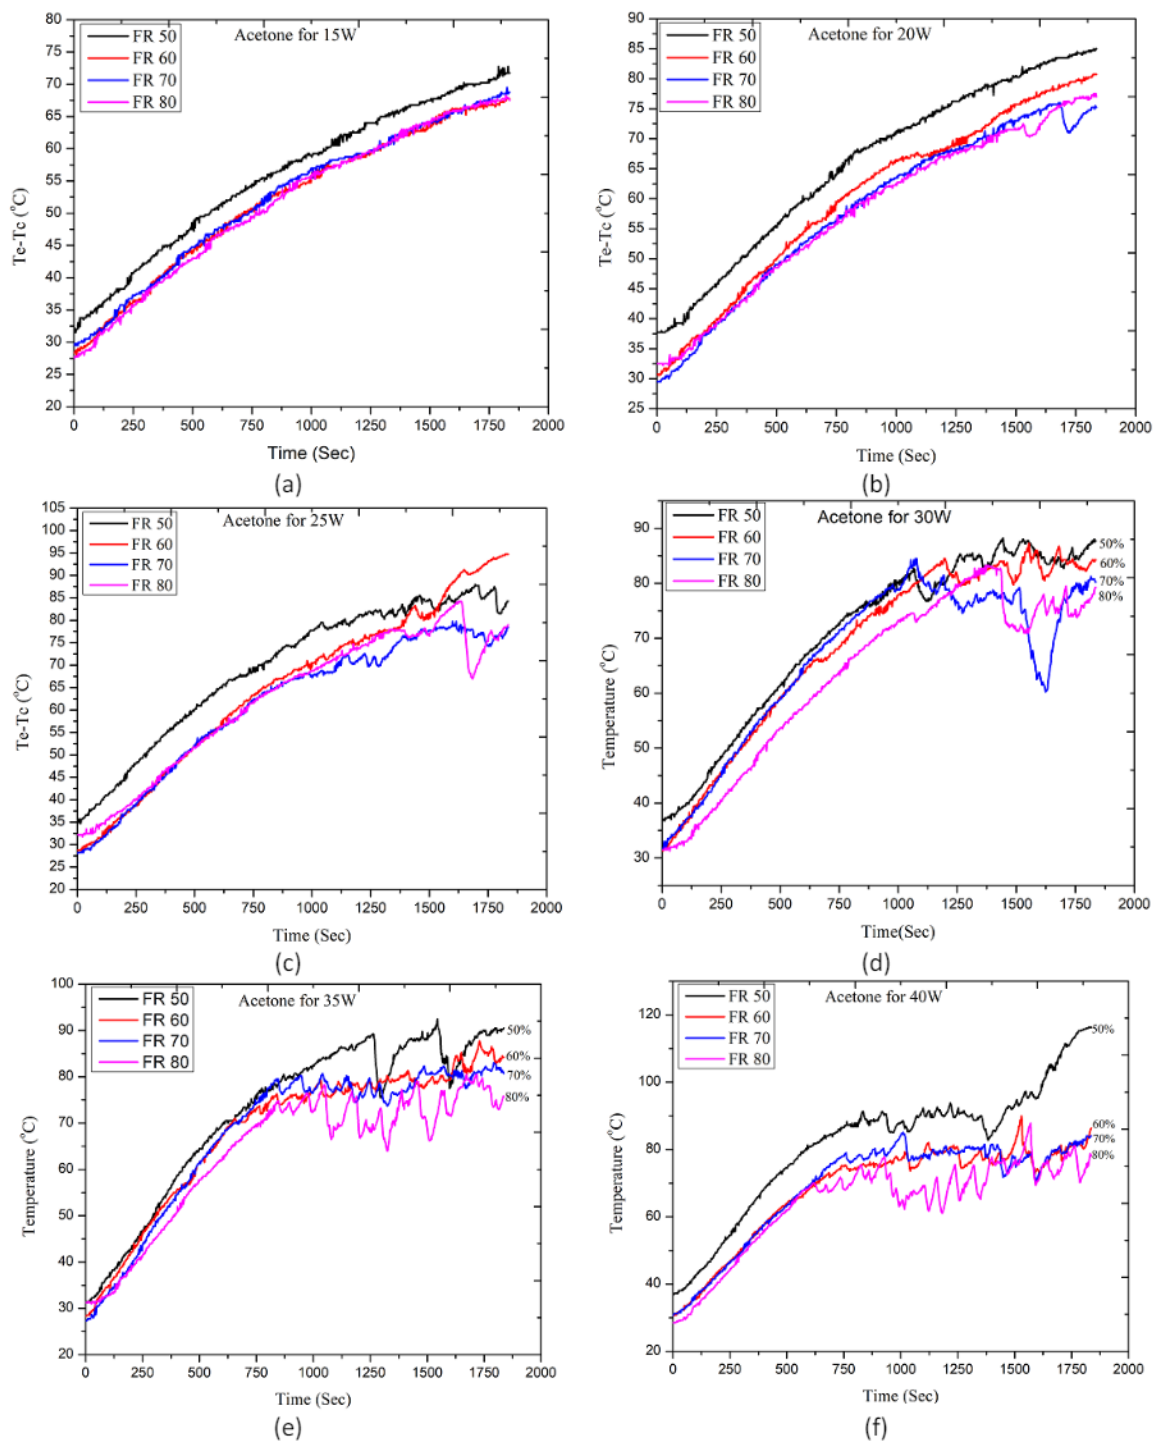 Acetone for 15W
FR 50
FR 60
FR 70
FR 80
80
75
70
65
60
55
50
45
40
35
30
25
20
Te-Tc (°C)
0 250 500 750 1000 1250 1500 1750 2000
Time (Sec)
(a)
Acetone for 20W
FR 50
FR 60
FR 70
FR 80
90
85
80
75
70
65
60
55
50
45
40
35
30
25
Te-Tc (°C)
0 250 500 750 1000 1250 1500 1750 2000
Time (Sec)
(b)
Acetone for 25W
FR 50
FR 60
FR 70
FR 80
105
100
95
90
85
80
75
70
65
60
55
50
45
40
35
30
25
20
Te-Tc (°C)
0 250 500 750 1000 1250 1500 1750 2000
Time (Sec)
(c)
Acetone for 30W
FR 50
FR 60
FR 70
FR 80
90
80
70
60
50
40
30
Temperature (°C)
50%
60%
70%
80%
0 250 500 750 1000 1250 1500 1750 2000
Time(Sec)
(d)
Acetone for 35W
FR 50
FR 60
FR 70
FR 80
100
90
80
70
60
50
40
30
20
Temperature (°C)
50%
60%
70%
80%
0 250 500 750 1000 1250 1500 1750 2000
Time (Sec)
(e)
Acetone for 40W
FR 50
FR 60
FR 70
FR 80
120
100
80
60
40
20
Temperature (°C)
50%
60%
70%
80%
0 250 500 750 1000 1250 1500 1750 2000
Time (Sec)
(f)